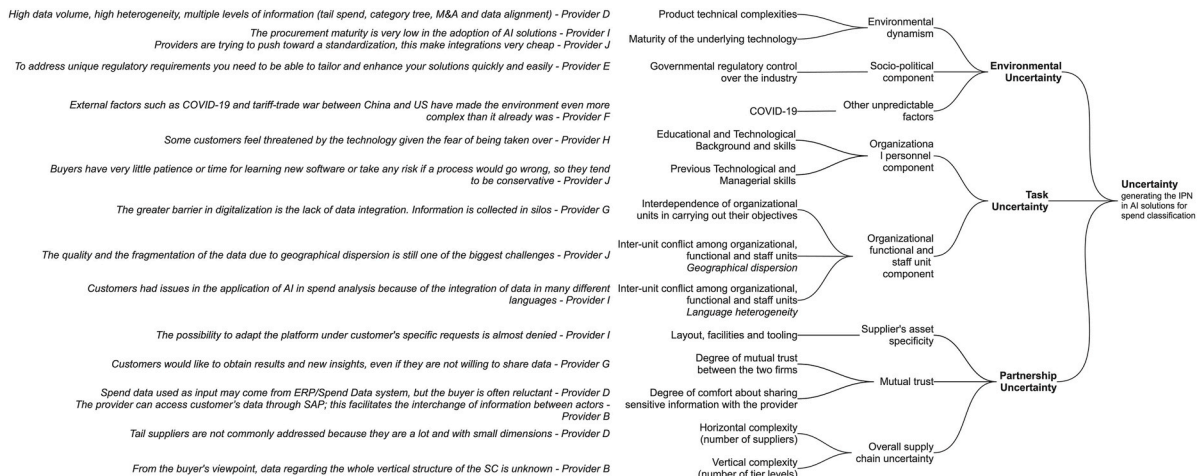 High data volume, high heterogeneity, multiple levels of information (tail spend, category tree, M&A and data alignment) - Provider D
The procurement maturity is very low in the adoption of AI solutions - Provider I
Providers are trying to push toward a standardization, this make integrations very cheap - Provider J
To address unique regulatory requirements you need to be able to tailor and enhance your solutions quickly and easily - Provider E
External factors such as COVID-19 and tariff-trade war between China and US have made the environment even more
complex than it already was - Provider F
Some customers feel threatened by the technology given the fear of being taken over - Provider H
Buyers have very little patience or time for learning new software or take any risk if a process would go wrong, so they tend
to be conservative - Provider J
The greater barrier in digitalization is the lack of data integration. Information is collected in silos - Provider G
The quality and the fragmentation of the data due to geographical dispersion is still one of the biggest challenges - Provider J
Customers had issues in the application of AI in spend analysis because of the integration of data in many different
languages - Provider I
The possibility to adapt the platform under customer's specific requests is almost denied - Provider I
Customers would like to obtain results and new insights, even if they are not willing to share data - Provider G
Spend data used as input may come from ERP/Spend Data system, but the buyer is often reluctant - Provider D
The provider can access customer's data through SAP; this facilitates the interchange of information between actors -
Provider B
Tail suppliers are not commonly addressed because they are a lot and with small dimensions - Provider D
From the buyer's viewpoint, data regarding the whole vertical structure of the SC is unknown - Provider B
Product technical complexities
Maturity of the underlying technology
Governmental regulatory control
over the industry
COVID-19
Educational and Technological
Background and skills
Previous Technological and
Managerial skills
Interdependence of organizational
units in carrying out their objectives
Inter-unit conflict among organizational,
functional and staff units
Geographical dispersion
Inter-unit conflict among organizational,
functional and staff units
Language heterogeneity
Layout, facilities and tooling
Degree of mutual trust
between the two firms
Degree of comfort about sharing
sensitive information with the provider
Horizontal complexity
(number of suppliers)
Vertical complexity
(number of tier levels)
Environmental
dynamism
Socio-political
component
Other unpredictable
factors
Organizationa
l personnel
component
Organizational
functional and
staff unit
component
Supplier's asset
specificity
Mutual trust
Overall supply
chain uncertainty
Environmental
Uncertainty
Task
Uncertainty
Partnership
Uncertainty
Uncertainty
generating the IPN
in AI solutions for
spend classification